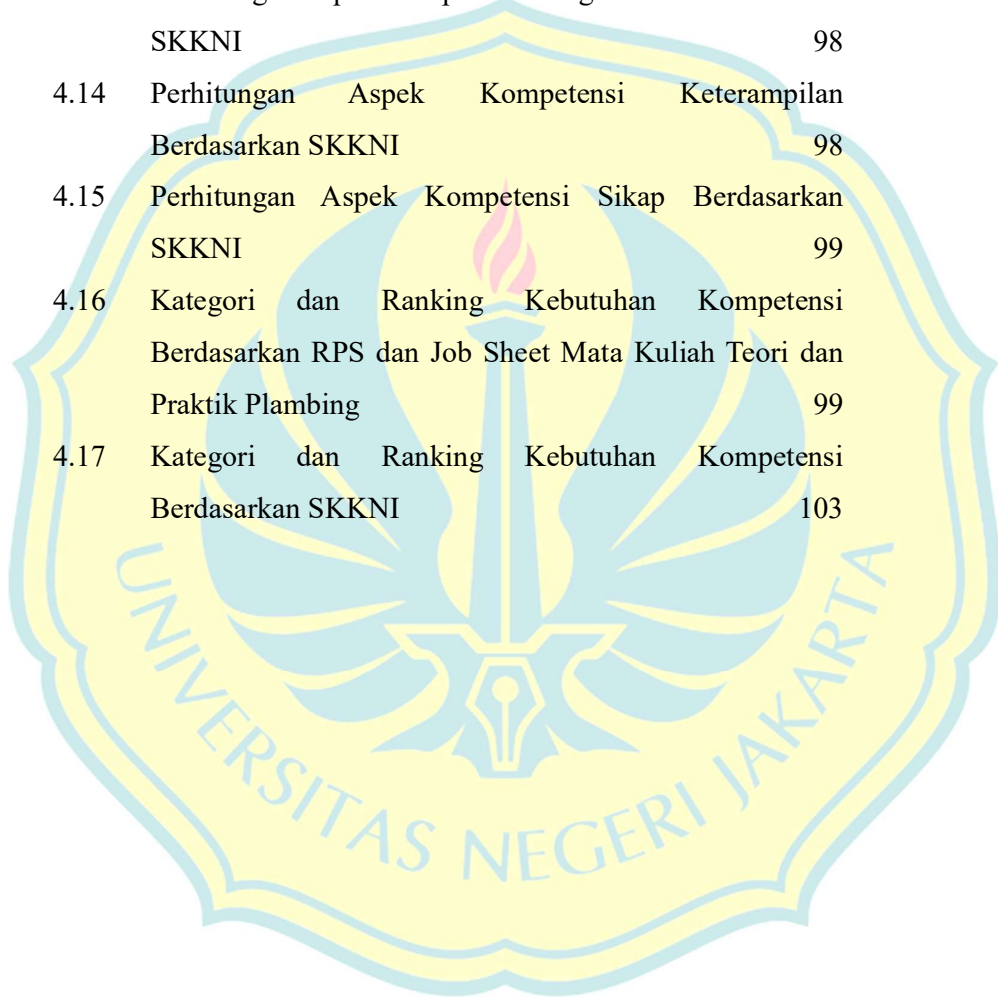 SKKNI 98
4.14 Perhitungan Aspek Kompetensi Keterampilan
Berdasarkan SKKNI 98
4.15 Perhitungan Aspek Kompetensi Sikap Berdasarkan
SKKNI 99
4.16 Kategori dan Ranking Kebutuhan Kompetensi
Berdasarkan RPS dan Job Sheet Mata Kuliah Teori dan
Praktik Plambing 99
4.17 Kategori dan Ranking Kebutuhan Kompetensi
Berdasarkan SKKNI 103
UNIVERSITAS NEGERI JAKARTA